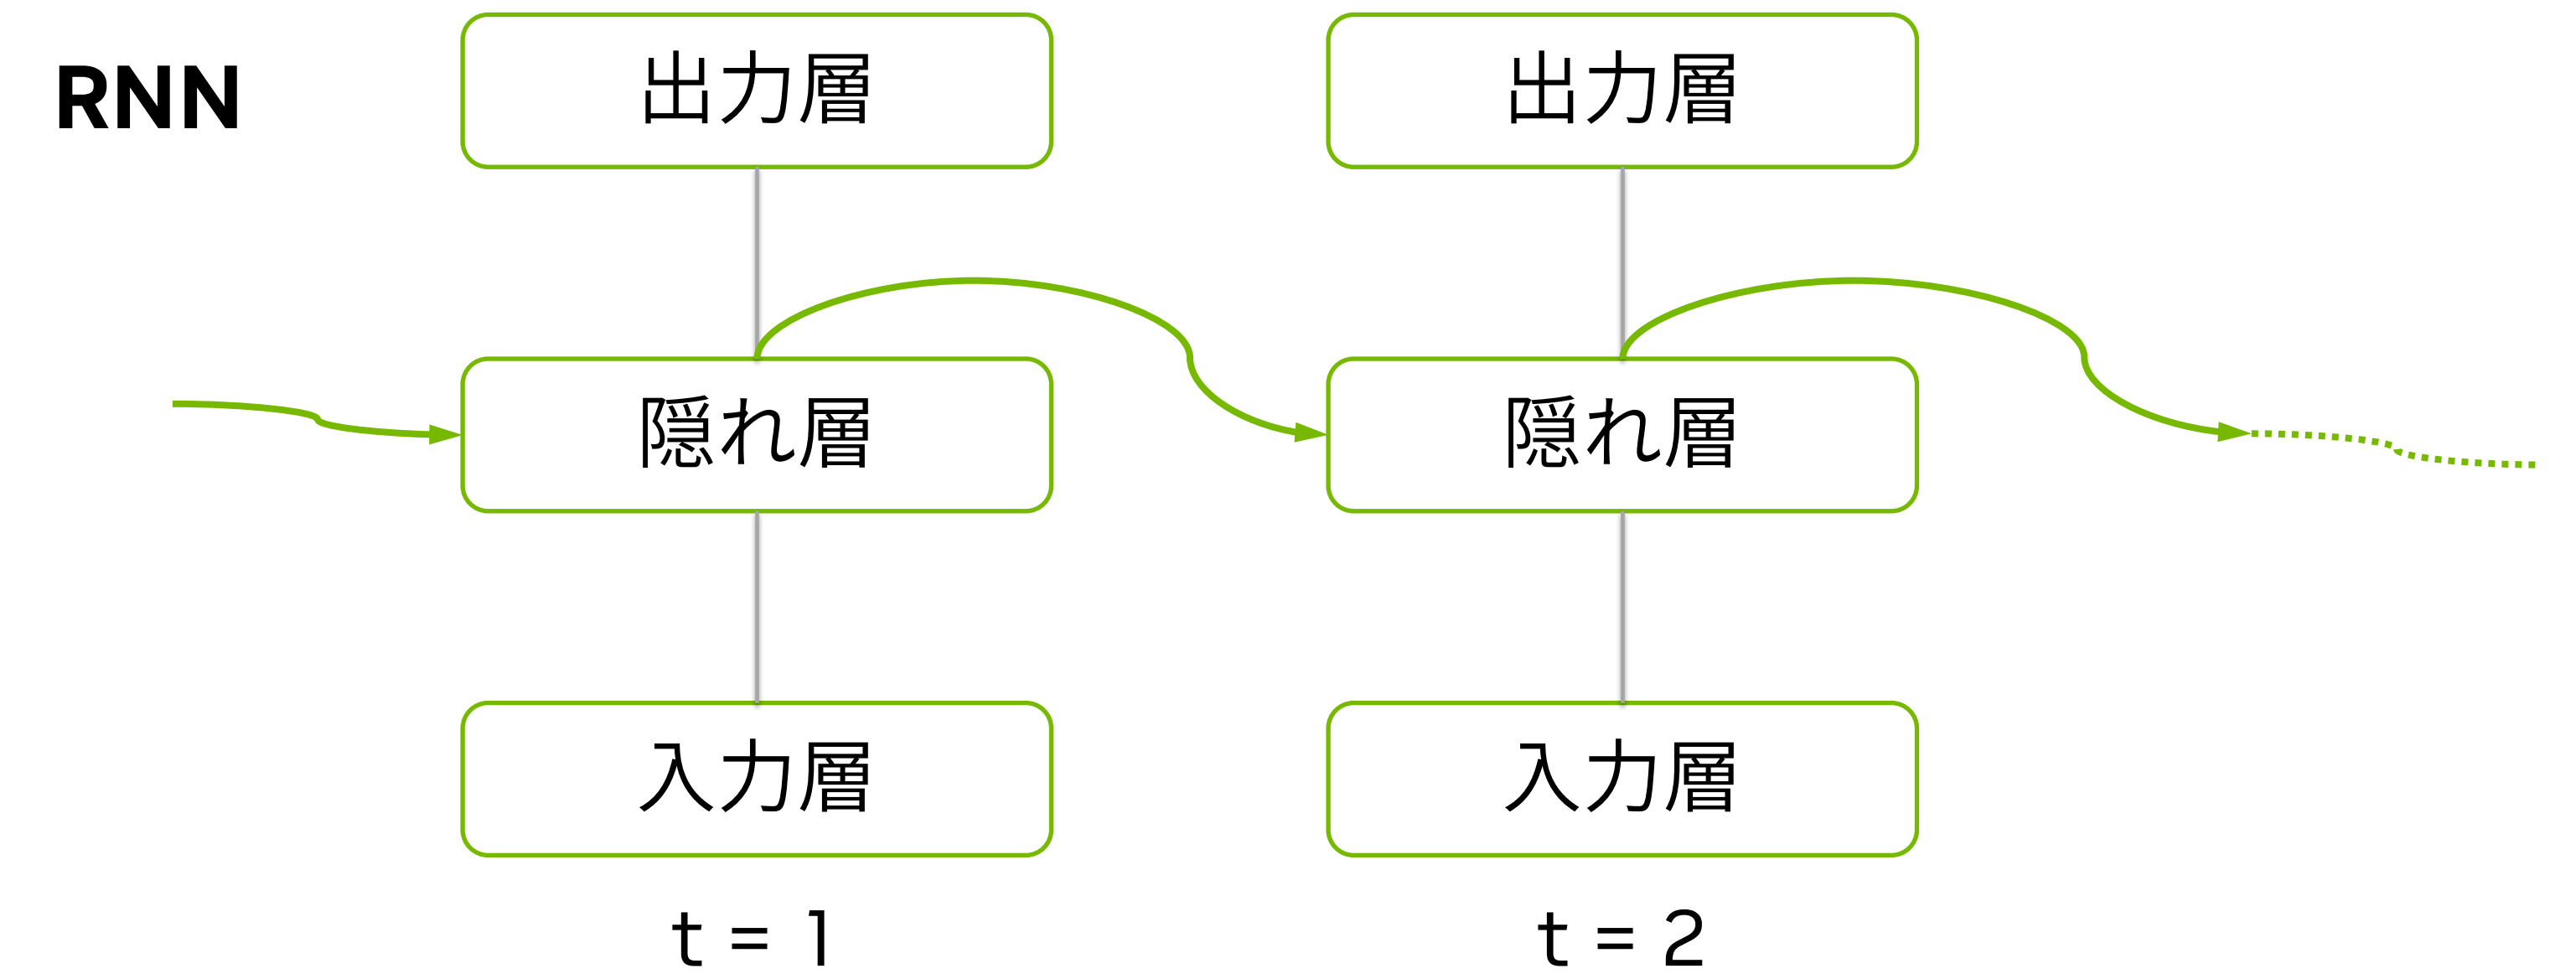 RNN
出力層
出力層
隠れ層
隠れ層
入力層
入力層
t = 1
t = 2